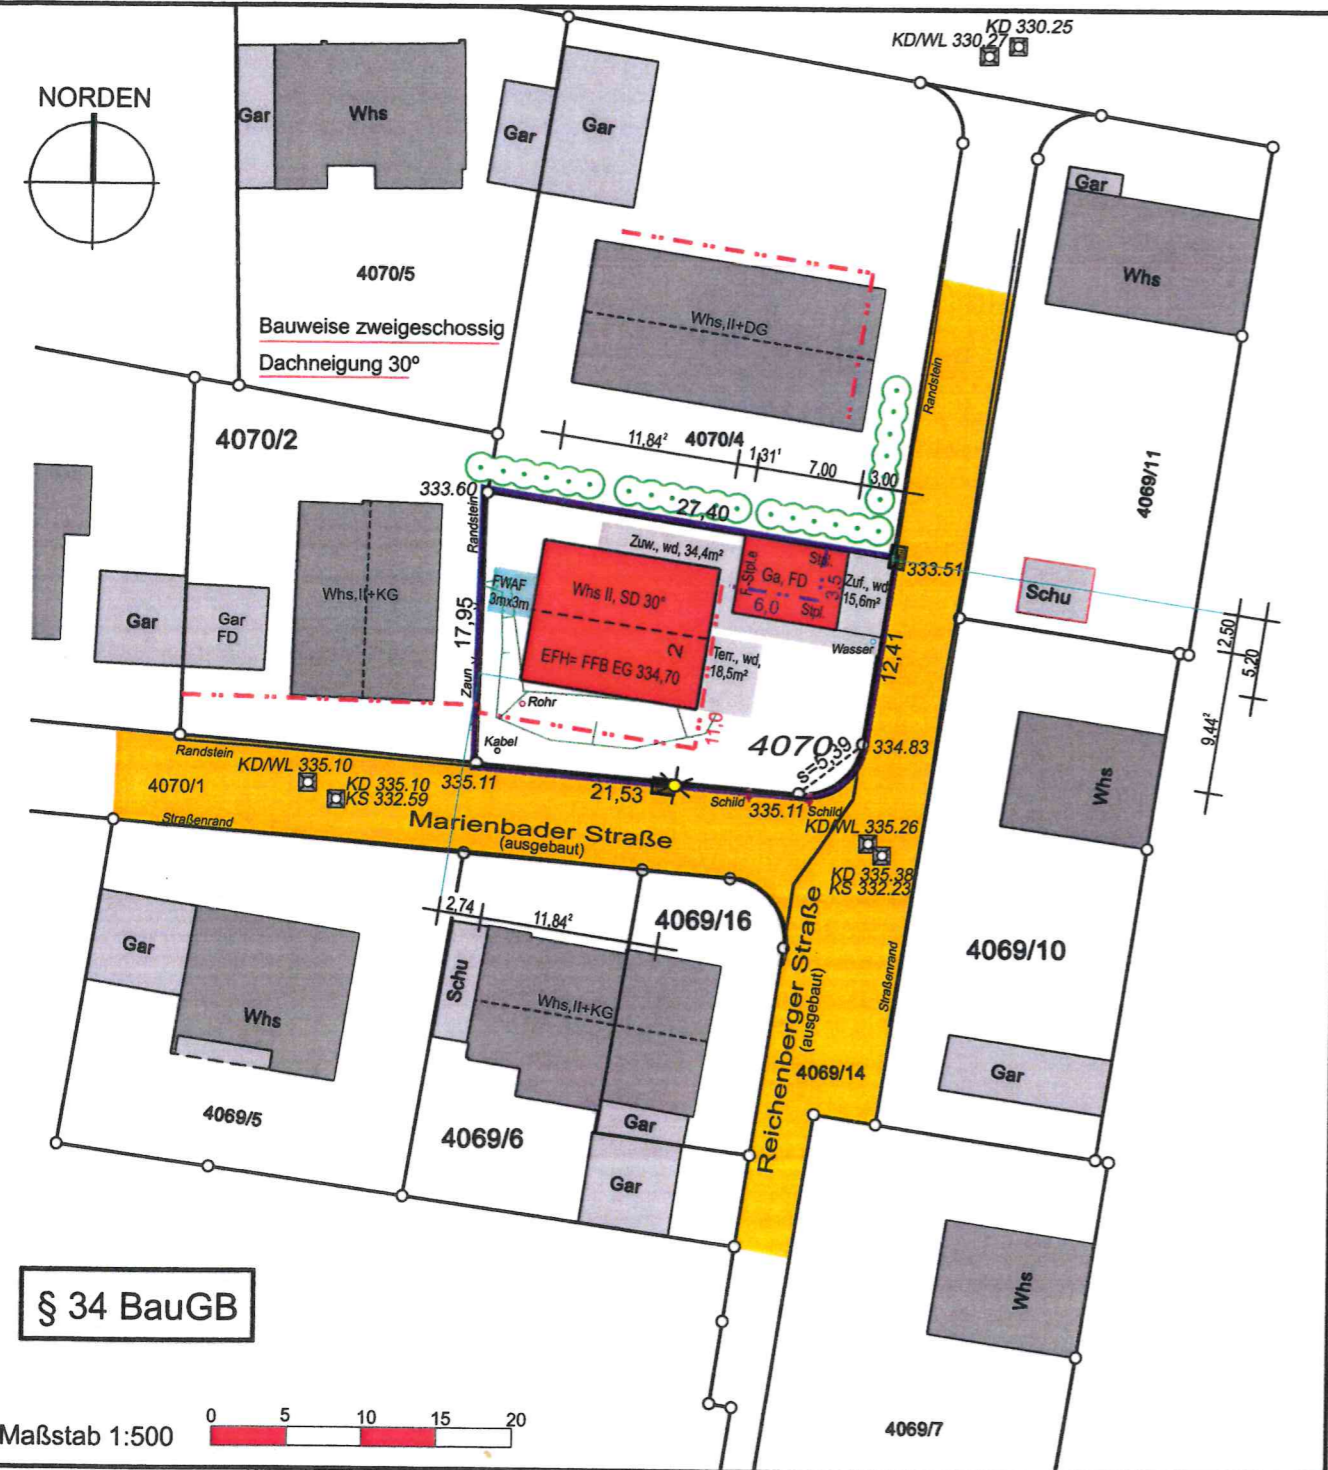 KD 330.25
KD/WL 330.27
NORDEN
Gar
Whs
Gar
Gar
Gar
Whs
4070/5
Bauweise zweigeschossig
Dachneigung 30°
Whs,II+DG
Randstein
4070/2
11,84²
4070/4
1,31¹
7,00
3,00
4069/11
333.60
27,40
Randstein
Zuw., wd, 34,4m²
F-Stpl.e
Stpl.
Ga, FD
3,5
6,0
Stpl.
Zuf., wd
15,6m²
333.51
Schu
FWAF
3mx3m
Whs II, SD 30°
EFH= FFB EG 334,70
2
Terr., wd,
18,5m²
Wasser
12,41
2,50
5,20
9,44²
Whs,II+KG
Gar
Gar
FD
17,95
Zaun
Rohr
Kabel
11,0
4070
s=5,39
334.83
Randstein
KD/WL 335.10
335.11
4070/1
KD 335.10
KS 332.59
21,53
Schild
335.11
Schild
Straßenrand
Marienbader Straße
(ausgebaut)
KD/WL 335.26
KD 335.38
KS 332.23
Whs
2,74
11,84²
4069/16
4069/10
Gar
Whs
Schu
Whs,II+KG
Reichenberger Straße
(ausgebaut)
Straßenrand
4069/14
Gar
4069/5
4069/6
Gar
Gar
Whs
§ 34 BauGB
Maßstab 1:500
0 5 10 15 20
4069/7